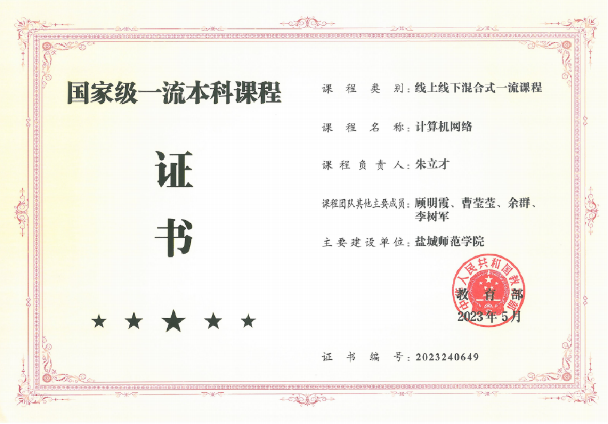 国家级一流本科课程
证
书
课程类别：线上线下混合式一流课程
课程名称：计算机网络
课程负责人：朱立才
课程团队其他主要成员：顾明霞、曹莹莹、余群、
李树军
主要建设单位：盐城师范学院
中华人民共和国教育部
教育部
2023年5月
证书编号：2023240649